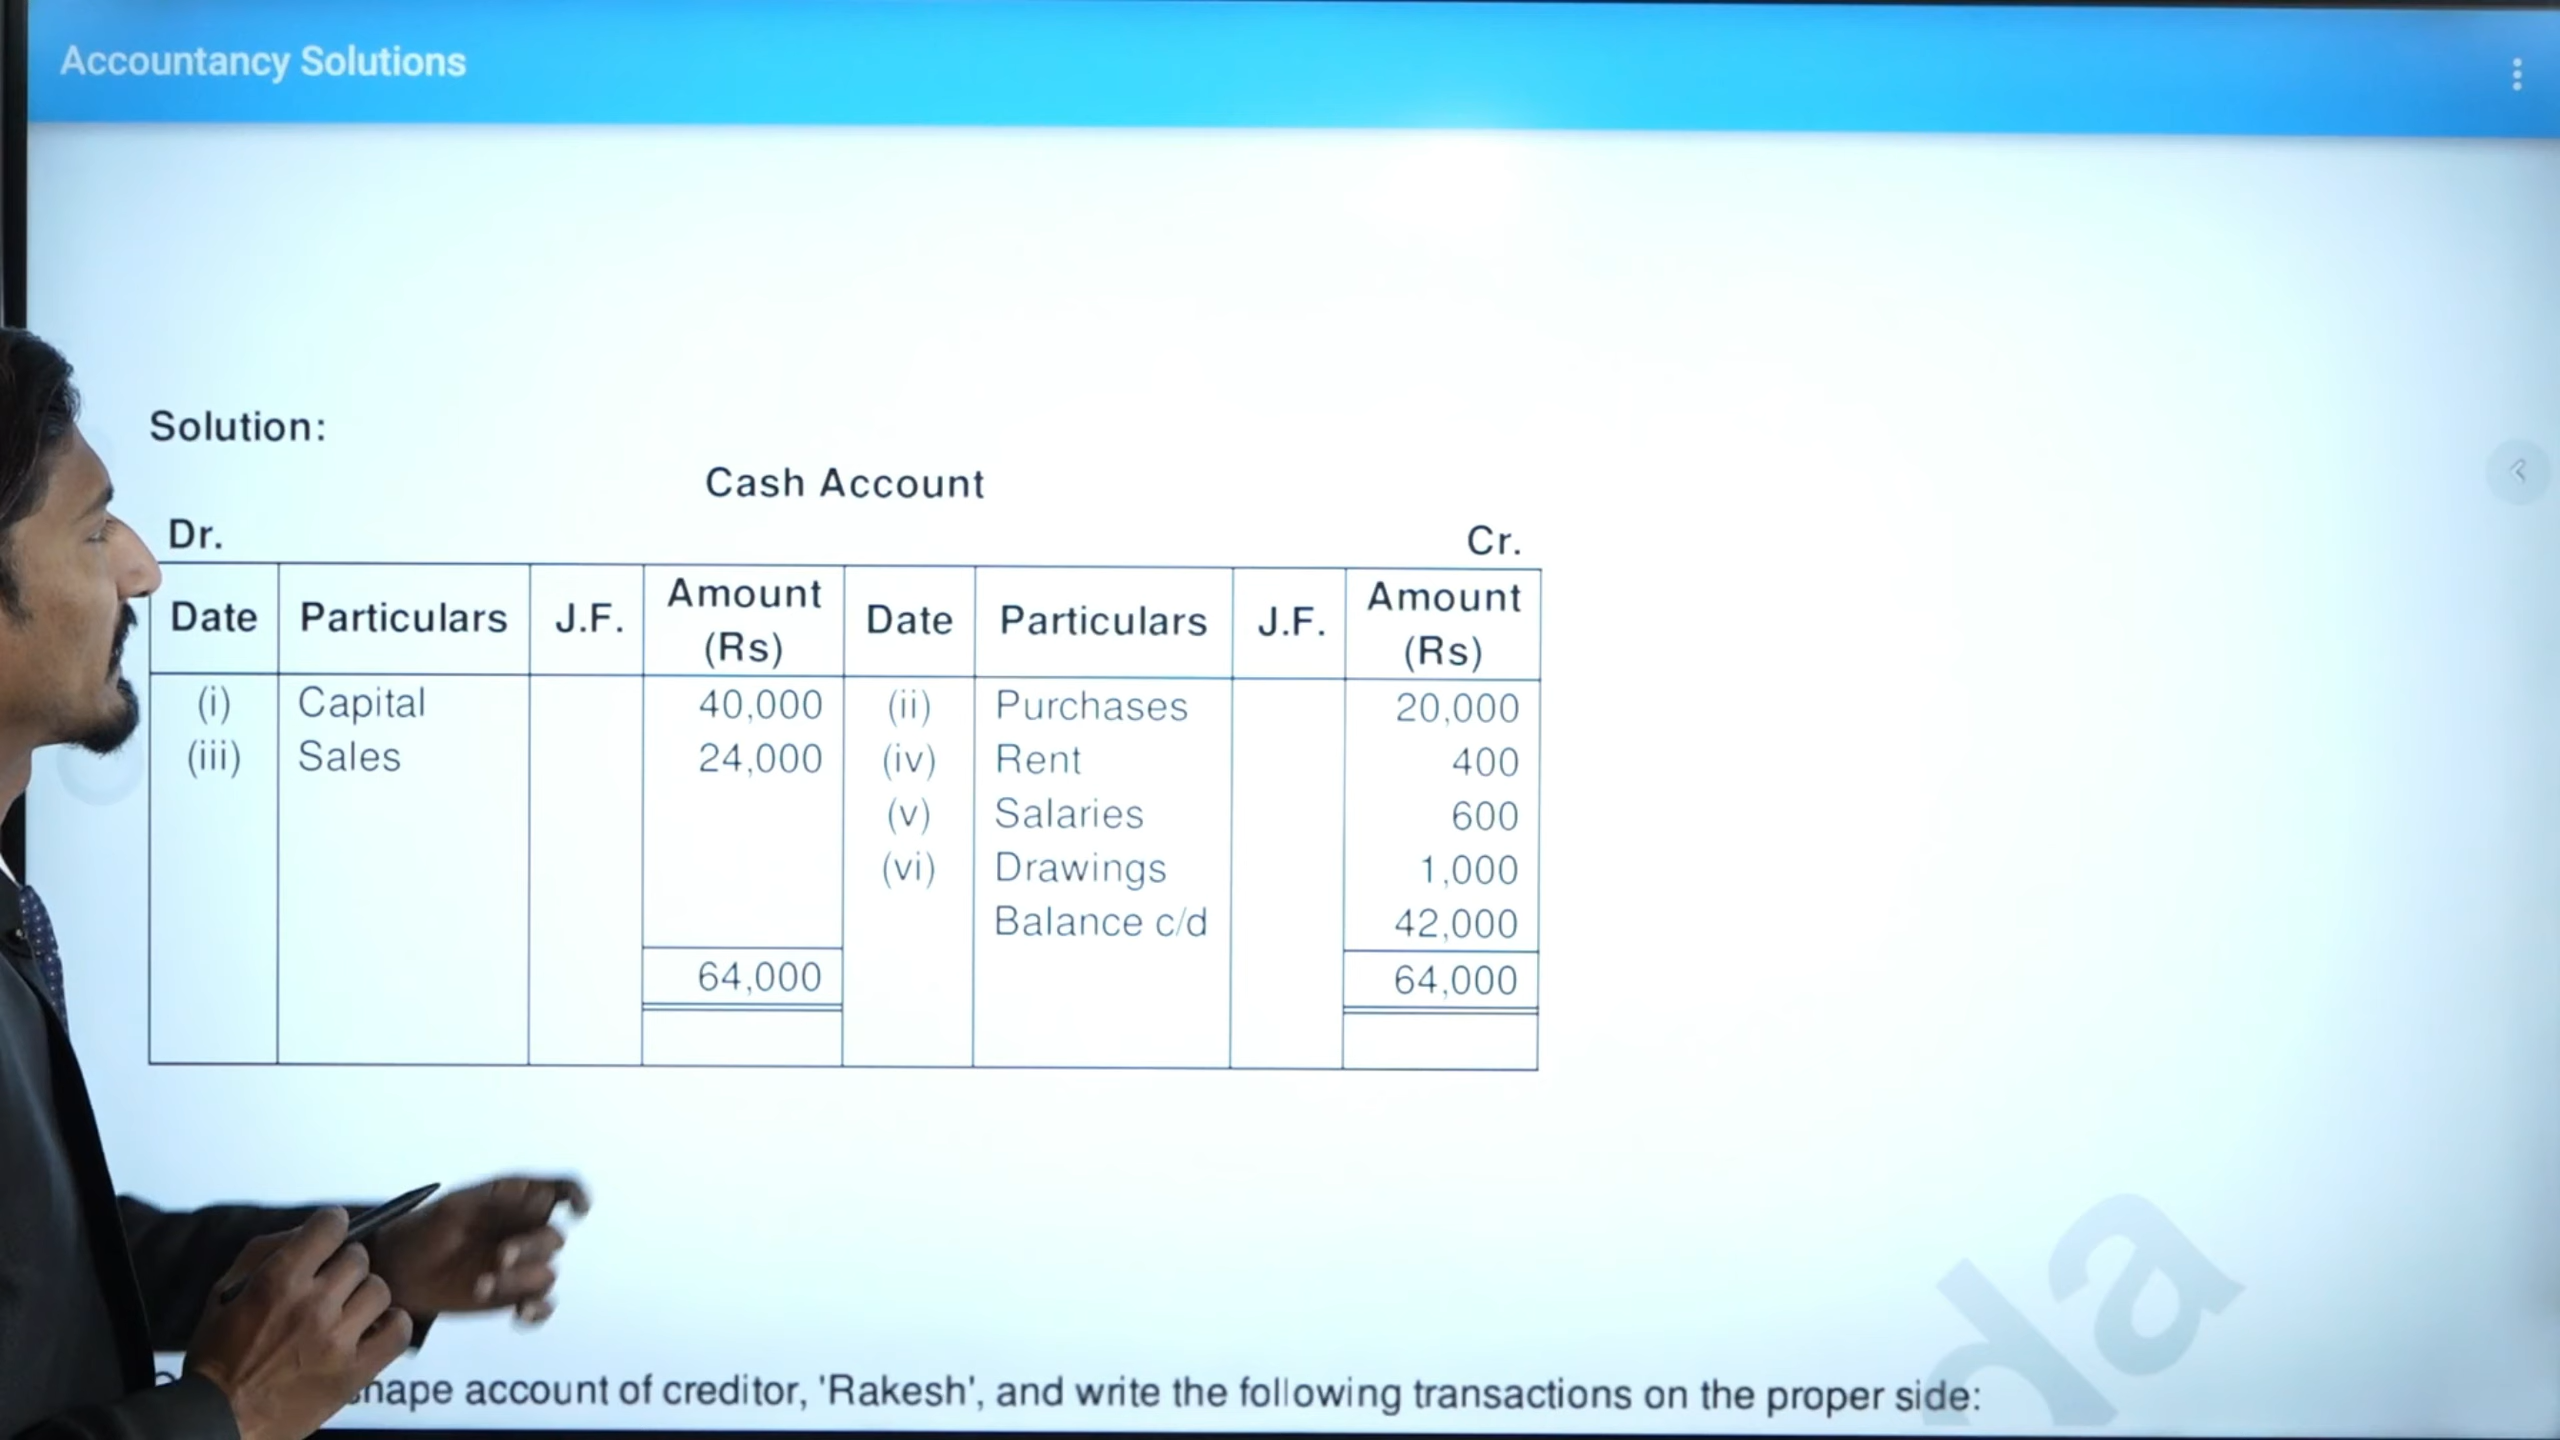 Accountancy Solutions
Solution:
Cash Account
Dr. Cr.
Date Particulars J.F. Amount (Rs) Date Particulars J.F. Amount (Rs)
(i) Capital 40,000 (ii) Purchases 20,000
(iii) Sales 24,000 (iv) Rent 400
(v) Salaries 600
(vi) Drawings 1,000
Balance c/d 42,000
64,000 64,000
account of creditor, 'Rakesh', and write the following transactions on the proper side:
da